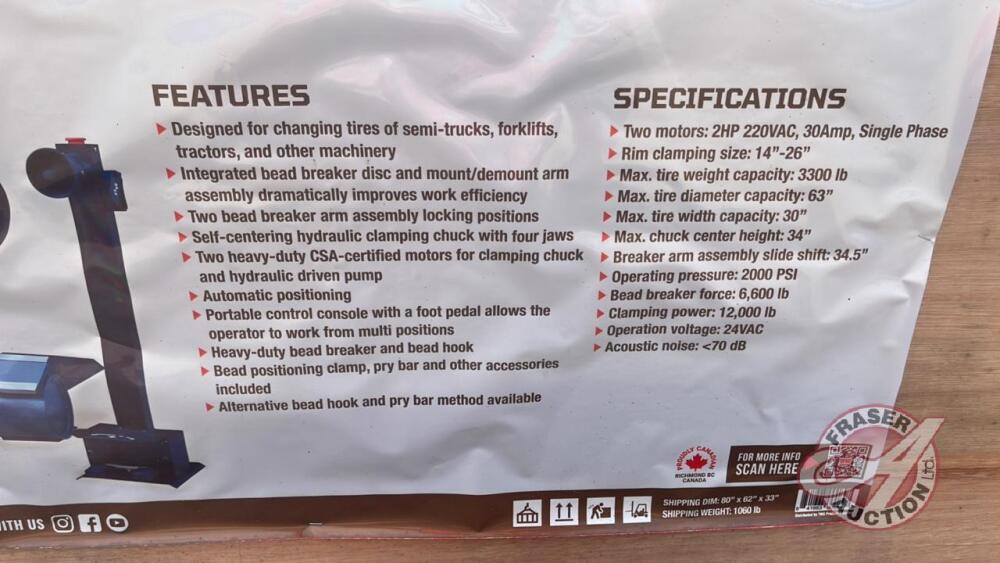 FEATURES
Designed for changing tires of semi-trucks, forklifts,
tractors, and other machinery
Integrated bead breaker disc and mount/demount arm
assembly dramatically improves work efficiency
Two bead breaker arm assembly locking positions
Self-centering hydraulic clamping chuck with four jaws
Two heavy-duty CSA-certified motors for clamping chuck
and hydraulic driven pump
Automatic positioning
Portable control console with a foot pedal allows the
operator to work from multi positions
Heavy-duty bead breaker and bead hook
Bead positioning clamp, pry bar and other accessories
included
Alternative bead hook and pry bar method available
SPECIFICATIONS
Two motors: 2HP 220VAC, 30Amp, Single Phase
Rim clamping size: 14”-26”
Max. tire weight capacity: 3300 lb
Max. tire diameter capacity: 63”
Max. tire width capacity: 30”
Max. chuck center height: 34”
Breaker arm assembly slide shift: 34.5”
Operating pressure: 2000 PSI
Bead breaker force: 6,600 lb
Clamping power: 12,000 lb
Operation voltage: 24VAC
Acoustic noise: <70 dB
PROUDLY CANADIAN
RICHMOND BC
CANADA
FOR MORE INFO
SCAN HERE
ITH US
SHIPPING DIM: 80” x 62” x 33”
SHIPPING WEIGHT: 1060 lb
FRASER
AUCTION Ltd.